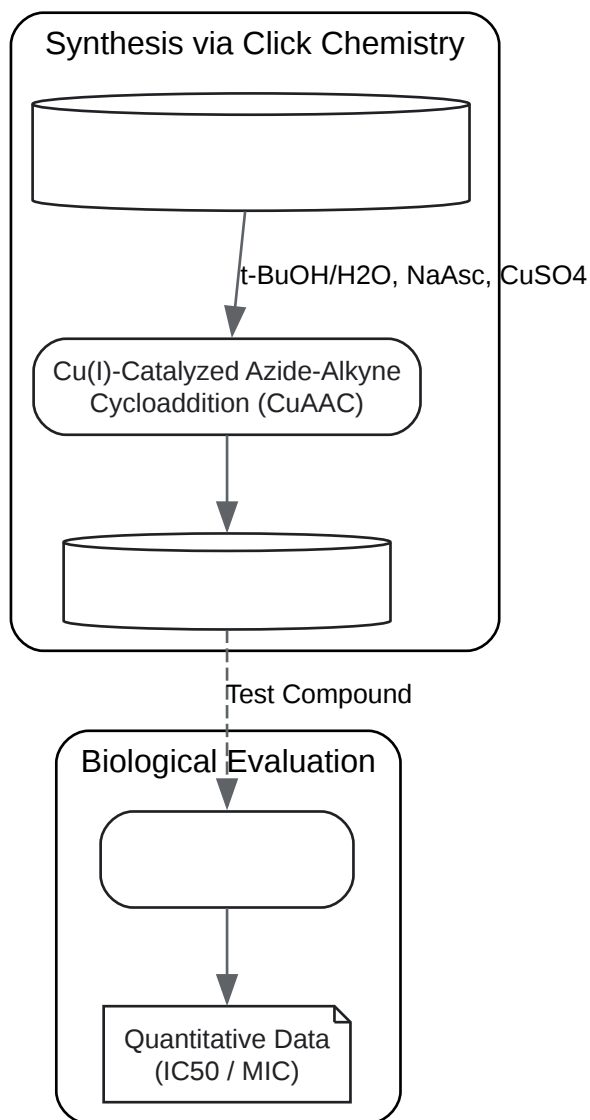 Synthesis via Click Chemistry
t-BuOH/H2O, NaAsc, CuSO4
Cu(I)-Catalyzed Azide-Alkyne
Cycloaddition (CuAAC)
Test Compound
Biological Evaluation
Quantitative Data
(IC50 / MIC)